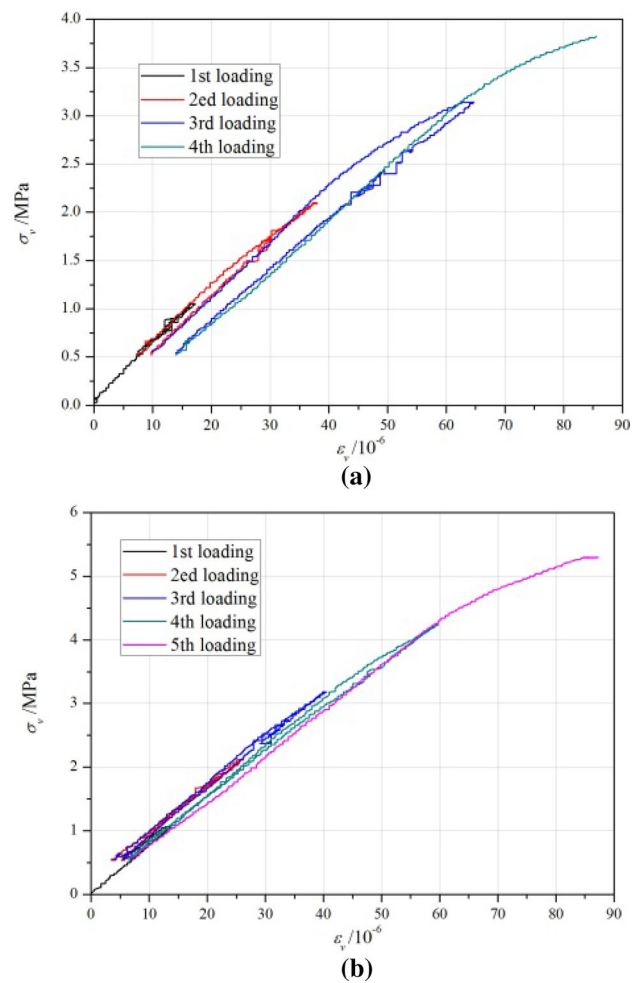 (a)
4.0
3.5
3.0
2.5
2.0
1.5
1.0
0.5
0.0
σv /MPa
1st loading
2ed loading
3rd loading
4th loading
0 10 20 30 40 50 60 70 80 90
εv/10-6
(a)
6
5
4
3
2
1
0
σv /MPa
1st loading
2ed loading
3rd loading
4th loading
5th loading
0 10 20 30 40 50 60 70 80 90
εv/10-6
(b)